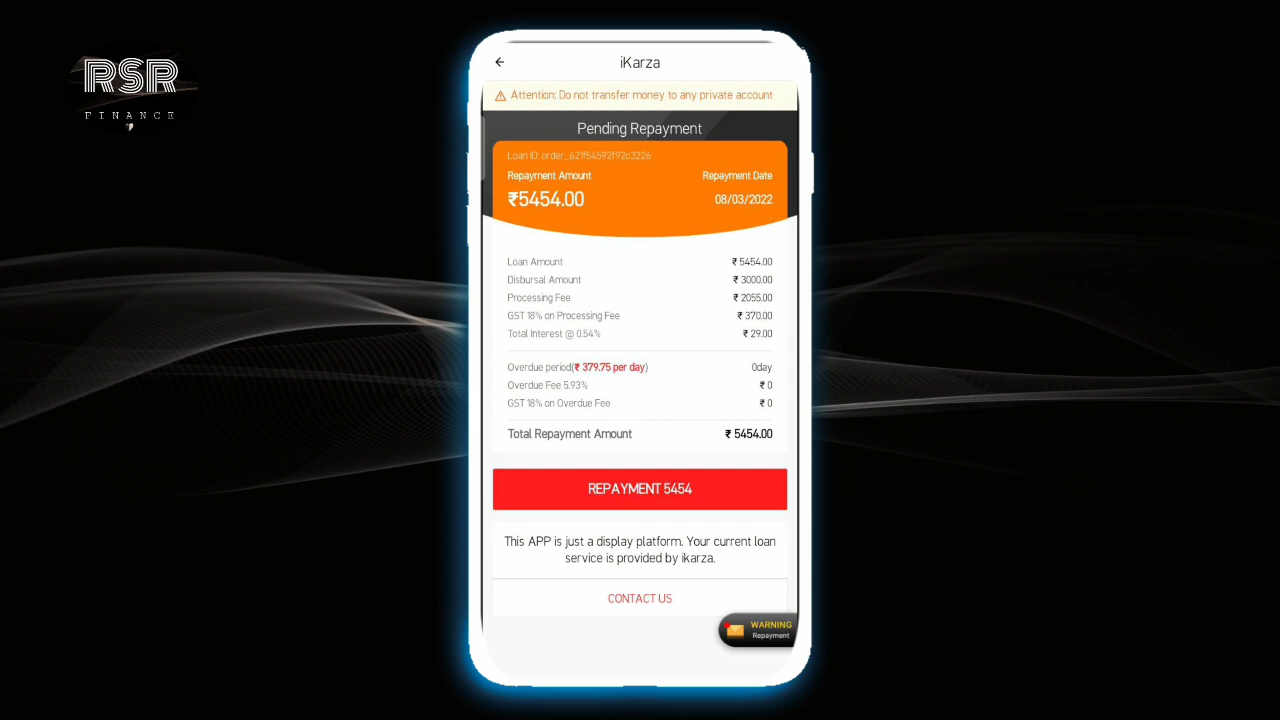 RSR
FINANCE
iKarza
Attention: Do not transfer money to any private account
Pending Repayment
Loan ID: order_621f54592f92c3226
Repayment Amount Repayment Date
₹5454.00 08/03/2022
Loan Amount ₹ 5454.00
Disbursal Amount ₹ 3000.00
Processing Fee ₹ 2055.00
GST 18% on Processing Fee ₹ 370.00
Total Interest @ 0.54% ₹ 29.00
Overdue period(₹ 379.75 per day) 0day
Overdue Fee 5.93% ₹ 0
GST 18% on Overdue Fee ₹ 0
Total Repayment Amount ₹ 5454.00
REPAYMENT 5454
This APP is just a display platform. Your current loan
service is provided by ikarza.
CONTACT US
WARNING
Repayment